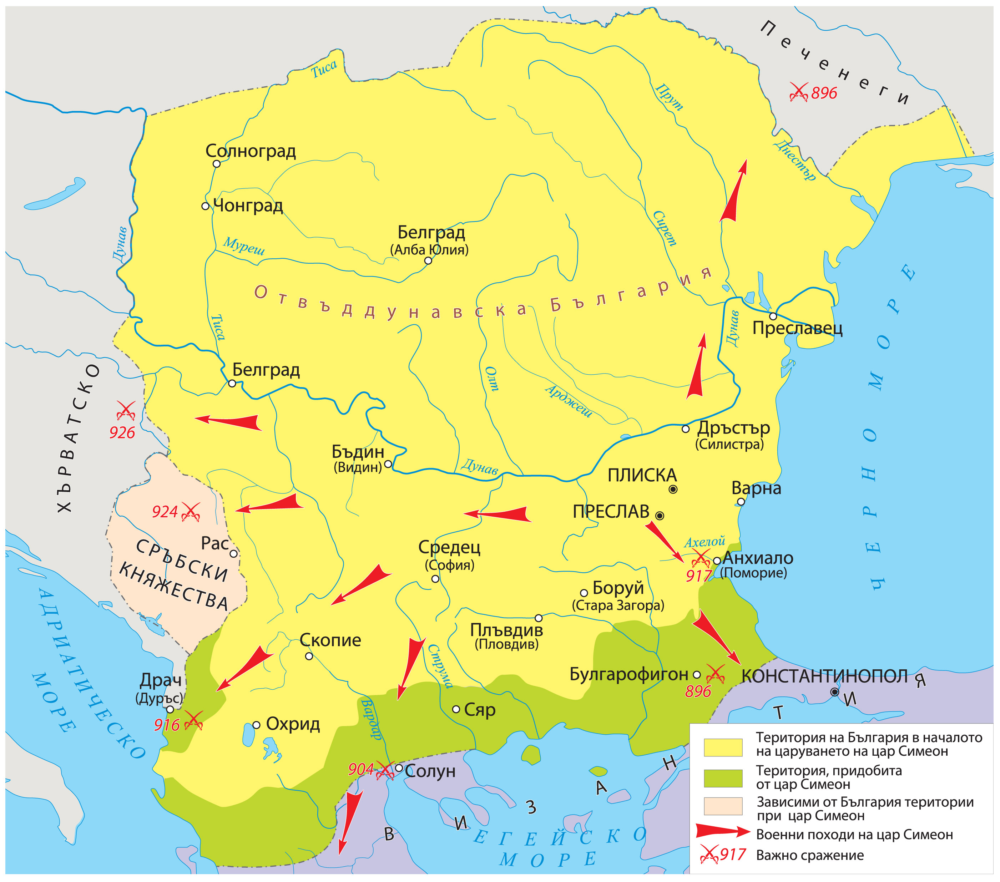 Печенеги
896
Тиса
Прут
Днестър
Солноград
Чонград
Дунав
Муреш
Белград
(Алба Юлия)
Сирет
Отвъддунавска България
Тиса
Дунав
Преславец
ЧЕРНО МОРЕ
Белград
Олт
Арджеш
ХЪРВАТСКО
926
Дръстър
(Силистра)
Бъдин
(Видин)
Дунав
ПЛИСКА
Варна
ПРЕСЛАВ
924
Рас
СРЪБСКИ
КНЯЖЕСТВА
Средец
(София)
Ахелой
917
Анхиало
(Поморие)
Боруй
(Стара Загора)
Плъвдив
(Пловдив)
Скопие
Струма
АДРИАТИЧЕСКО
МОРЕ
Драч
(Дуръс)
916
Охрид
Вардар
Сяр
Булгарофигон
896
КОНСТАНТИНОПОЛ
904
Солун
ВИЗАНТИЯ
ЕГЕЙСКО
МОРЕ
Територия на България в началото
на царуването на цар Симеон
Територия, придобита
от цар Симеон
Зависими от България територии
при цар Симеон
Военни походи на цар Симеон
917
Важно сражение